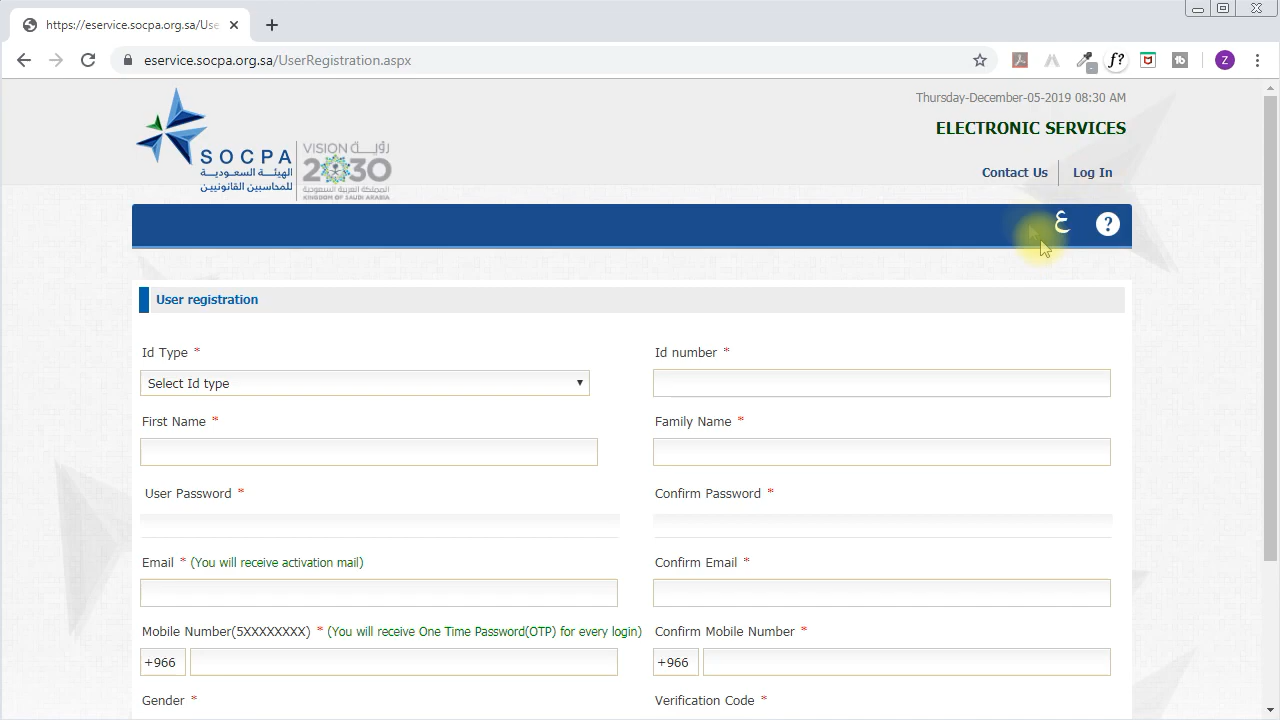 https://eservice.socpa.org.sa/Use
eservice.socpa.org.sa/UserRegistration.aspx
f?
Z
Thursday-December-05-2019 08:30 AM
ELECTRONIC SERVICES
SOCPA
الهيئة السعودية
للمحاسبين القانونيين
VISION رؤية
2030
المملكة العربية السعودية
KINGDOM OF SAUDI ARABIA
Contact Us
Log In
ع
?
User registration
Id Type *
Id number *
Select Id type
First Name *
Family Name *
User Password *
Confirm Password *
Email * (You will receive activation mail)
Confirm Email *
Mobile Number(5XXXXXXXX) * (You will receive One Time Password(OTP) for every login)
Confirm Mobile Number *
+966
+966
Gender *
Verification Code *